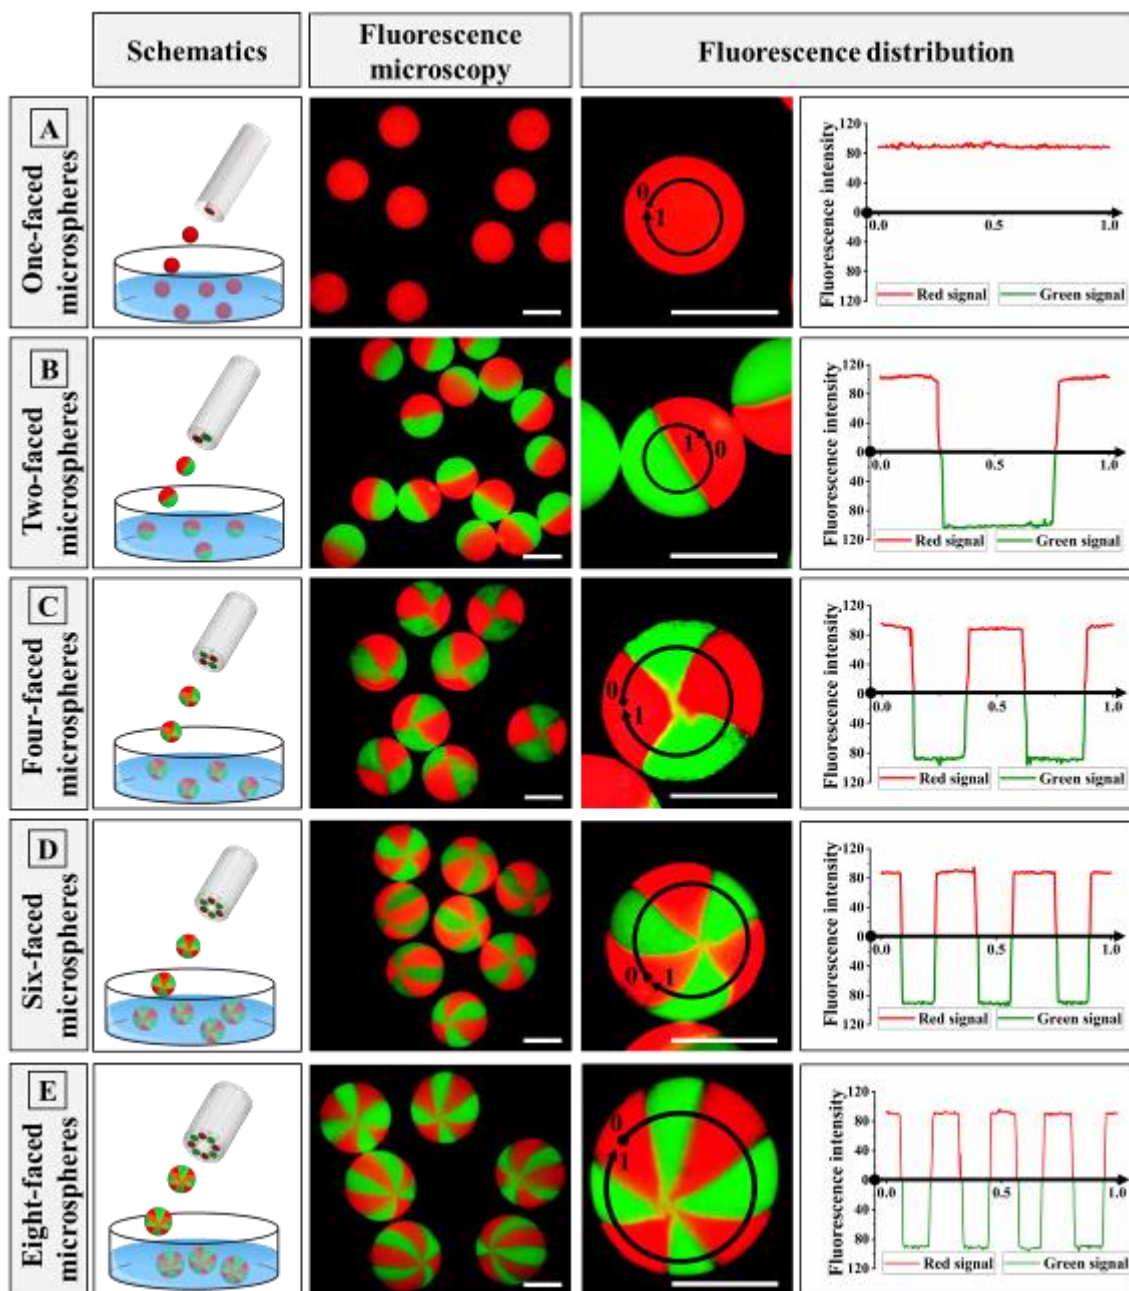 Schematics
Fluorescence
microscopy
Fluorescence distribution
A
One-faced
microspheres
0
1
Fluorescence intensity
120
80
40
0
40
80
120
0.0
0.5
1.0
Red signal
Green signal
B
Two-faced
microspheres
1
0
Fluorescence intensity
120
80
40
0
40
80
120
0.0
0.5
1.0
Red signal
Green signal
C
Four-faced
microspheres
0
1
Fluorescence intensity
120
80
40
0
40
80
120
0.0
0.5
1.0
Red signal
Green signal
D
Six-faced
microspheres
0
1
Fluorescence intensity
120
80
40
0
40
80
120
0.0
0.5
1.0
Red signal
Green signal
E
Eight-faced
microspheres
0
1
Fluorescence intensity
120
80
40
0
40
80
120
0.0
0.5
1.0
Red signal
Green signal